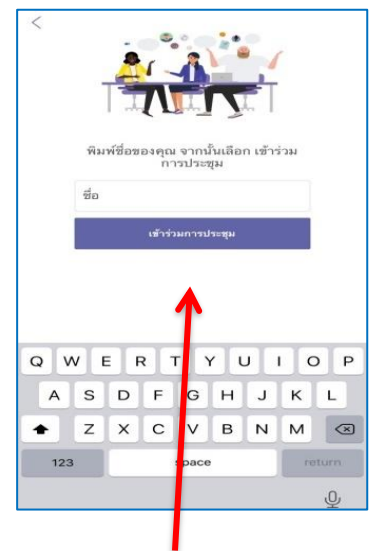 พิมพ์ชื่อของคุณ จากนั้นเลือก เข้าร่วม
การประชุม
ชื่อ
เข้าร่วมการประชุม
Q W E R T Y U I O P
A S D F G H J K L
Z X C V B N M
123 space return